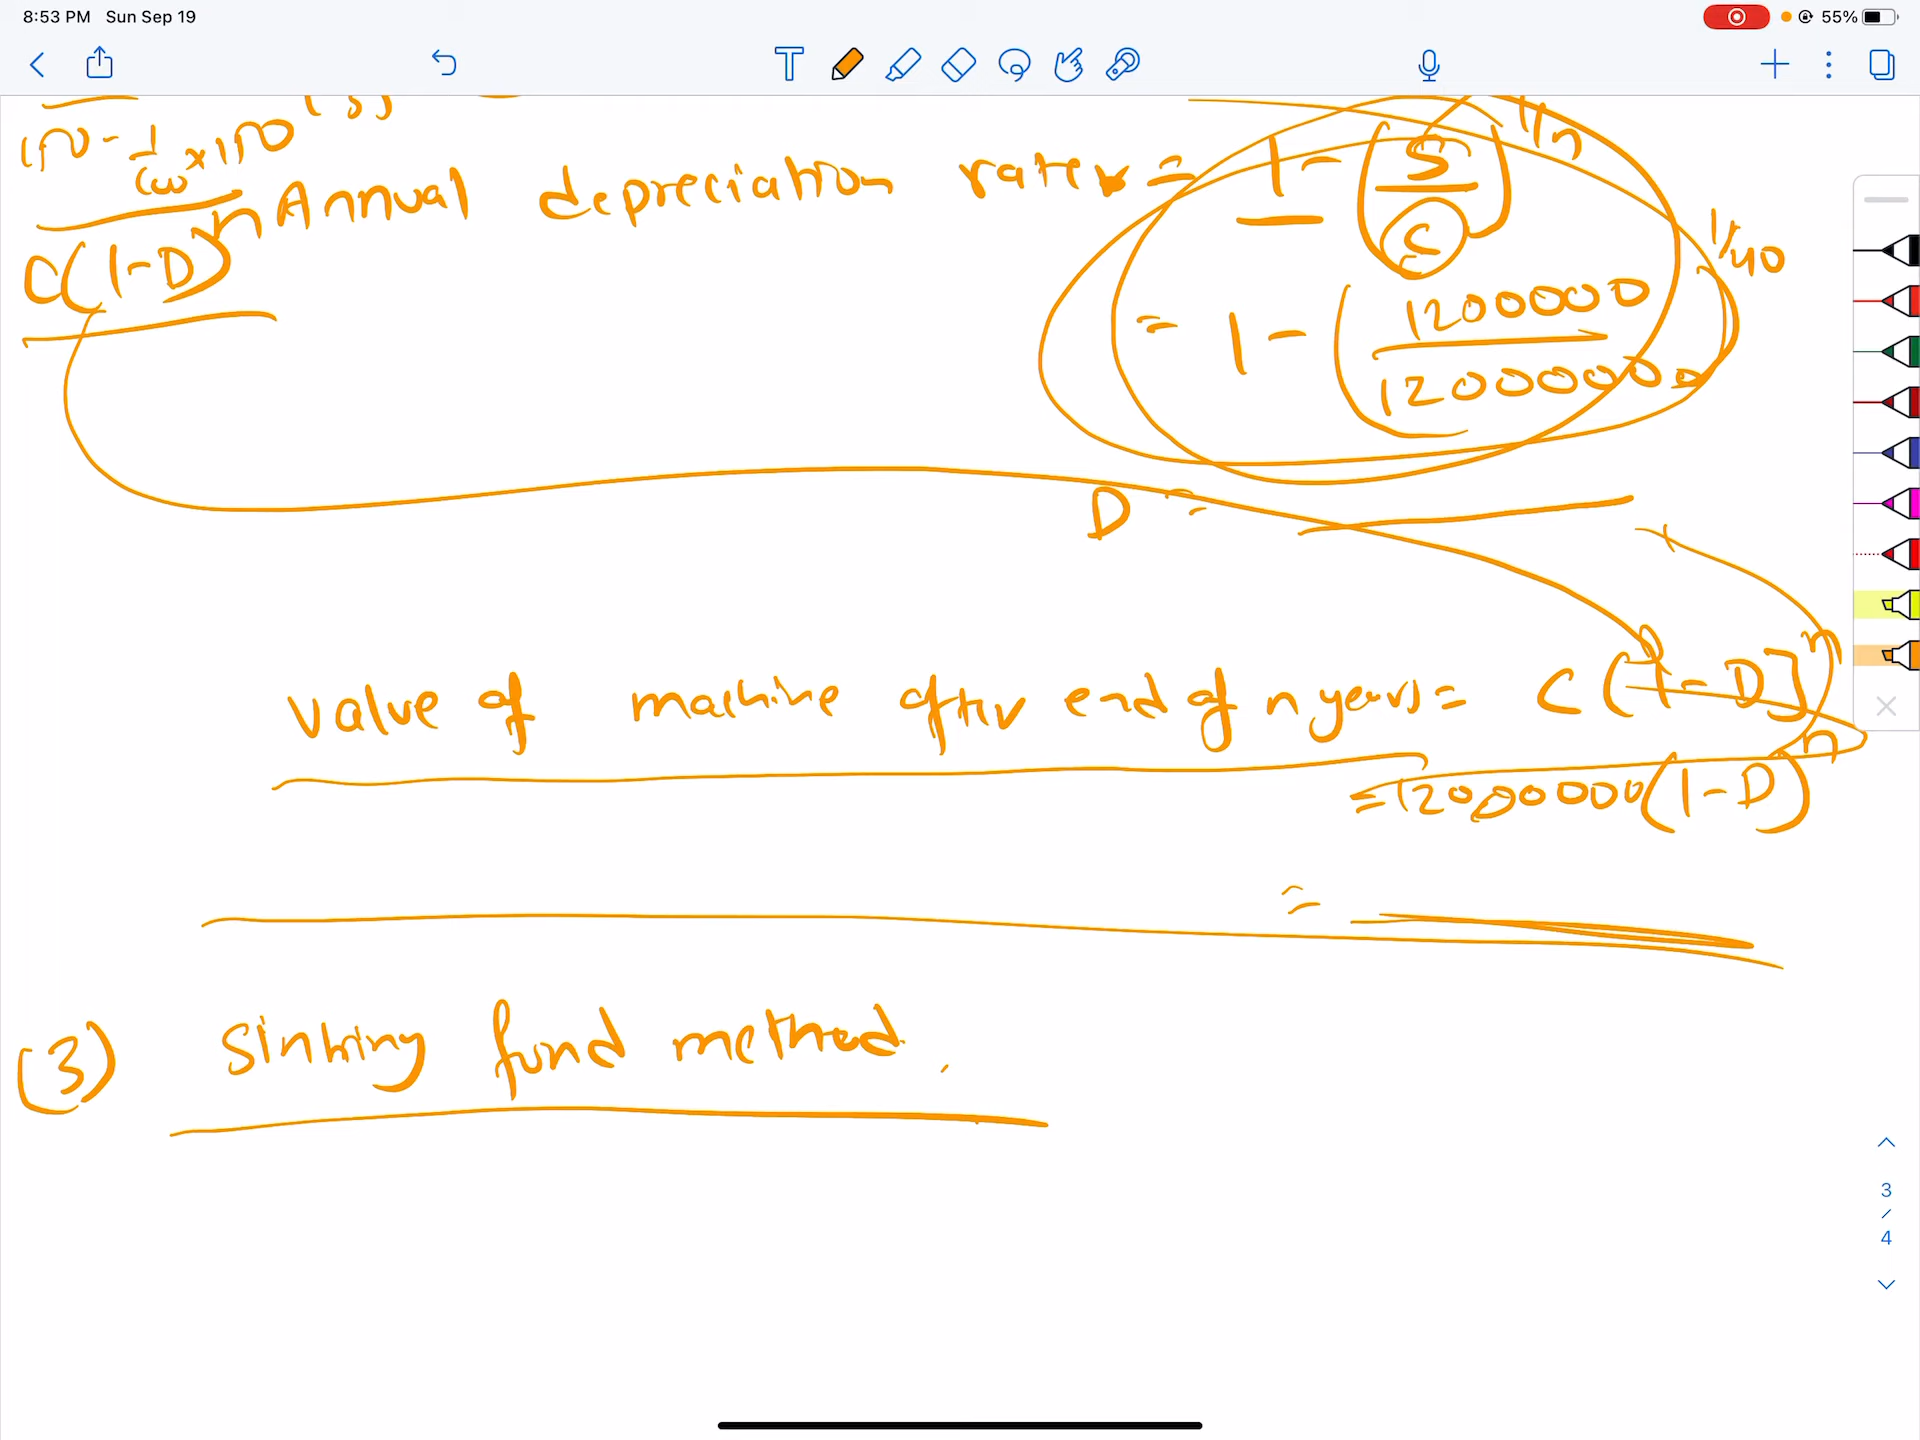 8:53 PM Sun Sep 19
55%
Annual depreciation rate = 1 - (S/C)^1/n
C(1-D)^n
= 1 - (1200000/12000000)^1/40
D =
Value of machine after end of n years = C(1-D]^n
= 12000000(1-D)^n
=
(3) Sinking fund method.
3
/
4